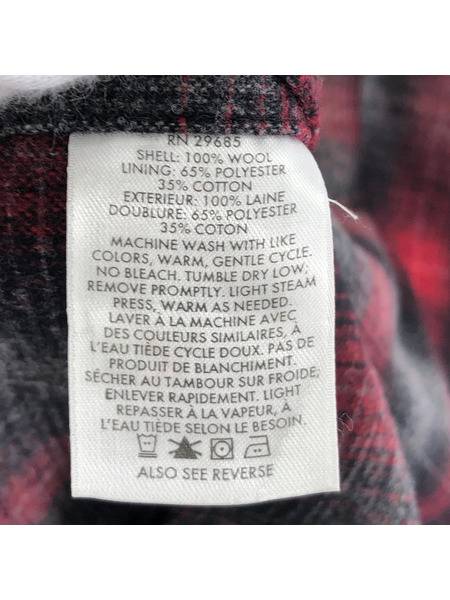 RN 29685
SHELL: 100% WOOL
LINING: 65% POLYESTER
35% COTTON
EXTERIEUR: 100% LAINE
DOUBLURE: 65% POLYESTER
35% COTON
MACHINE WASH WITH LIKE
COLORS, WARM, GENTLE CYCLE.
NO BLEACH. TUMBLE DRY LOW;
REMOVE PROMPTLY. LIGHT STEAM
PRESS, WARM AS NEEDED.
LAVER À LA MACHINE AVEC
DES COULEURS SIMILAIRES, À
L'EAU TIÈDE CYCLE DOUX. PAS DE
PRODUIT DE BLANCHIMENT.
SÉCHER AU TAMBOUR SUR FROIDE;
ENLEVER RAPIDEMENT. LIGHT
REPASSER À LA VAPEUR, À
L'EAU TIÈDE SELON LE BESOIN.
ALSO SEE REVERSE